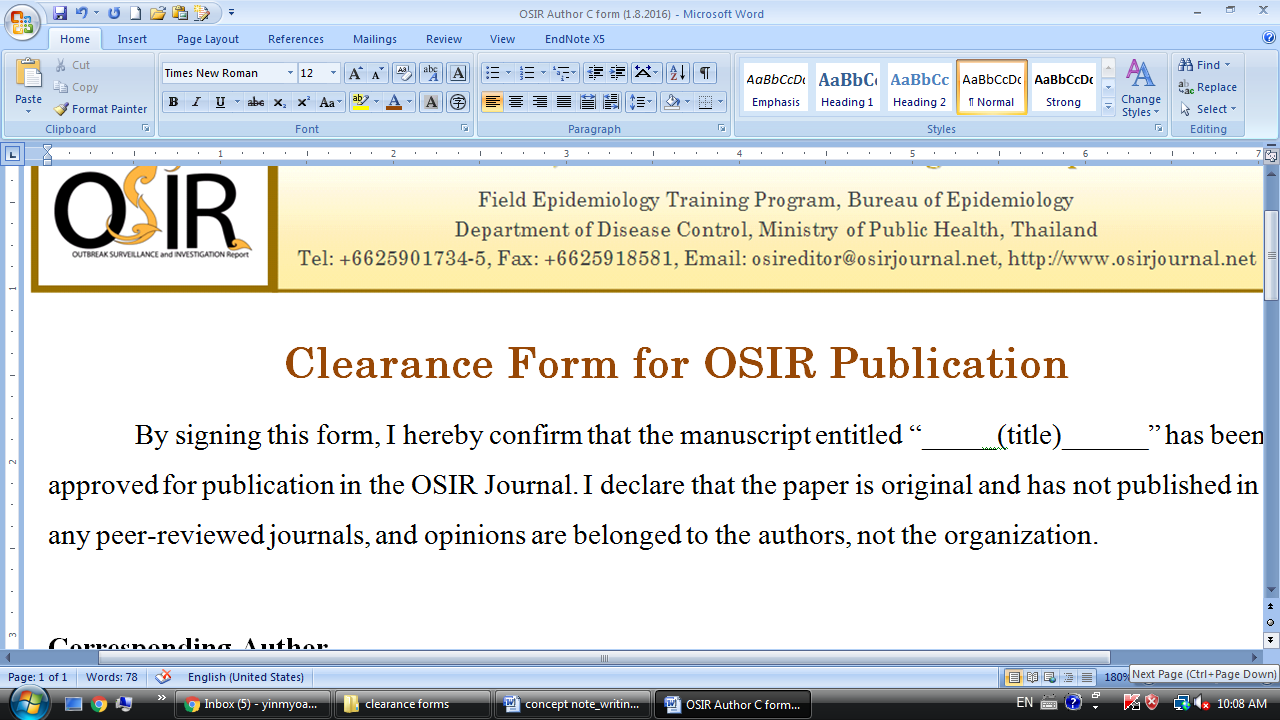 OSIR Author C form (1.8.2016) - Microsoft Word
Home Insert Page Layout References Mailings Review View EndNote X5
Paste
Cut
Copy
Format Painter
Clipboard
Times New Roman 12
Font
Paragraph
AaBbCcDc AaBbCc AaBbCc AaBbCcDc AaBbCcDc
Emphasis Heading 1 Heading 2 ¶ Normal Strong
Change Styles
Styles
Find
Replace
Select
Editing
1 2 3 4 5 6 7
OSIR
OUTBREAK SURVEILLANCE and INVESTIGATION Report
Field Epidemiology Training Program, Bureau of Epidemiology
Department of Disease Control, Ministry of Public Health, Thailand
Tel: +6625901734-5, Fax: +6625918581, Email: osireditor@osirjournal.net, http://www.osirjournal.net
Clearance Form for OSIR Publication
By signing this form, I hereby confirm that the manuscript entitled “_____(title)______” has been
approved for publication in the OSIR Journal. I declare that the paper is original and has not published in
any peer-reviewed journals, and opinions are belonged to the authors, not the organization.
Corresponding Author
Page: 1 of 1 Words: 78 English (United States) 180%
Next Page (Ctrl+Page Down)
Inbox (5) - yinmyoa... clearance forms concept note_writin... OSIR Author C form... EN 10:08 AM